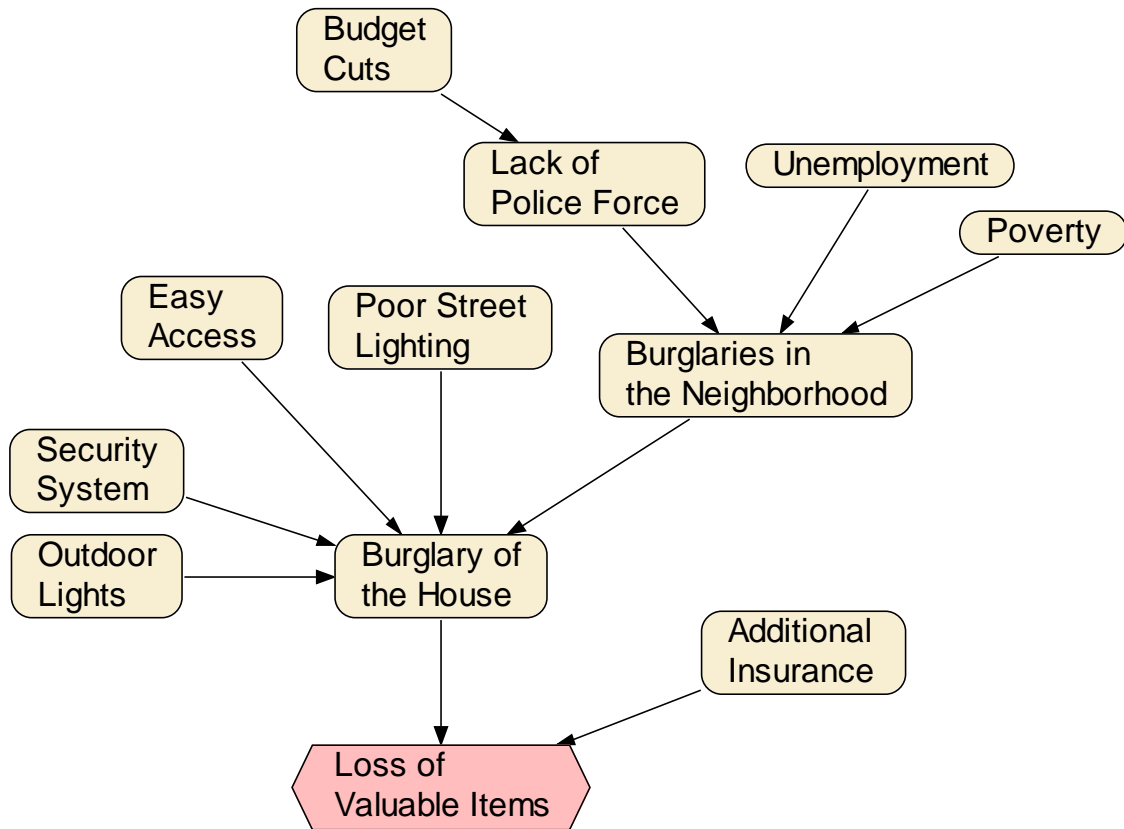 Budget
Cuts
Lack of
Police Force
Unemployment
Poverty
Easy
Access
Poor Street
Lighting
Burglaries in
the Neighborhood
Security
System
Outdoor
Lights
Burglary of
the House
Additional
Insurance
Loss of
Valuable Items